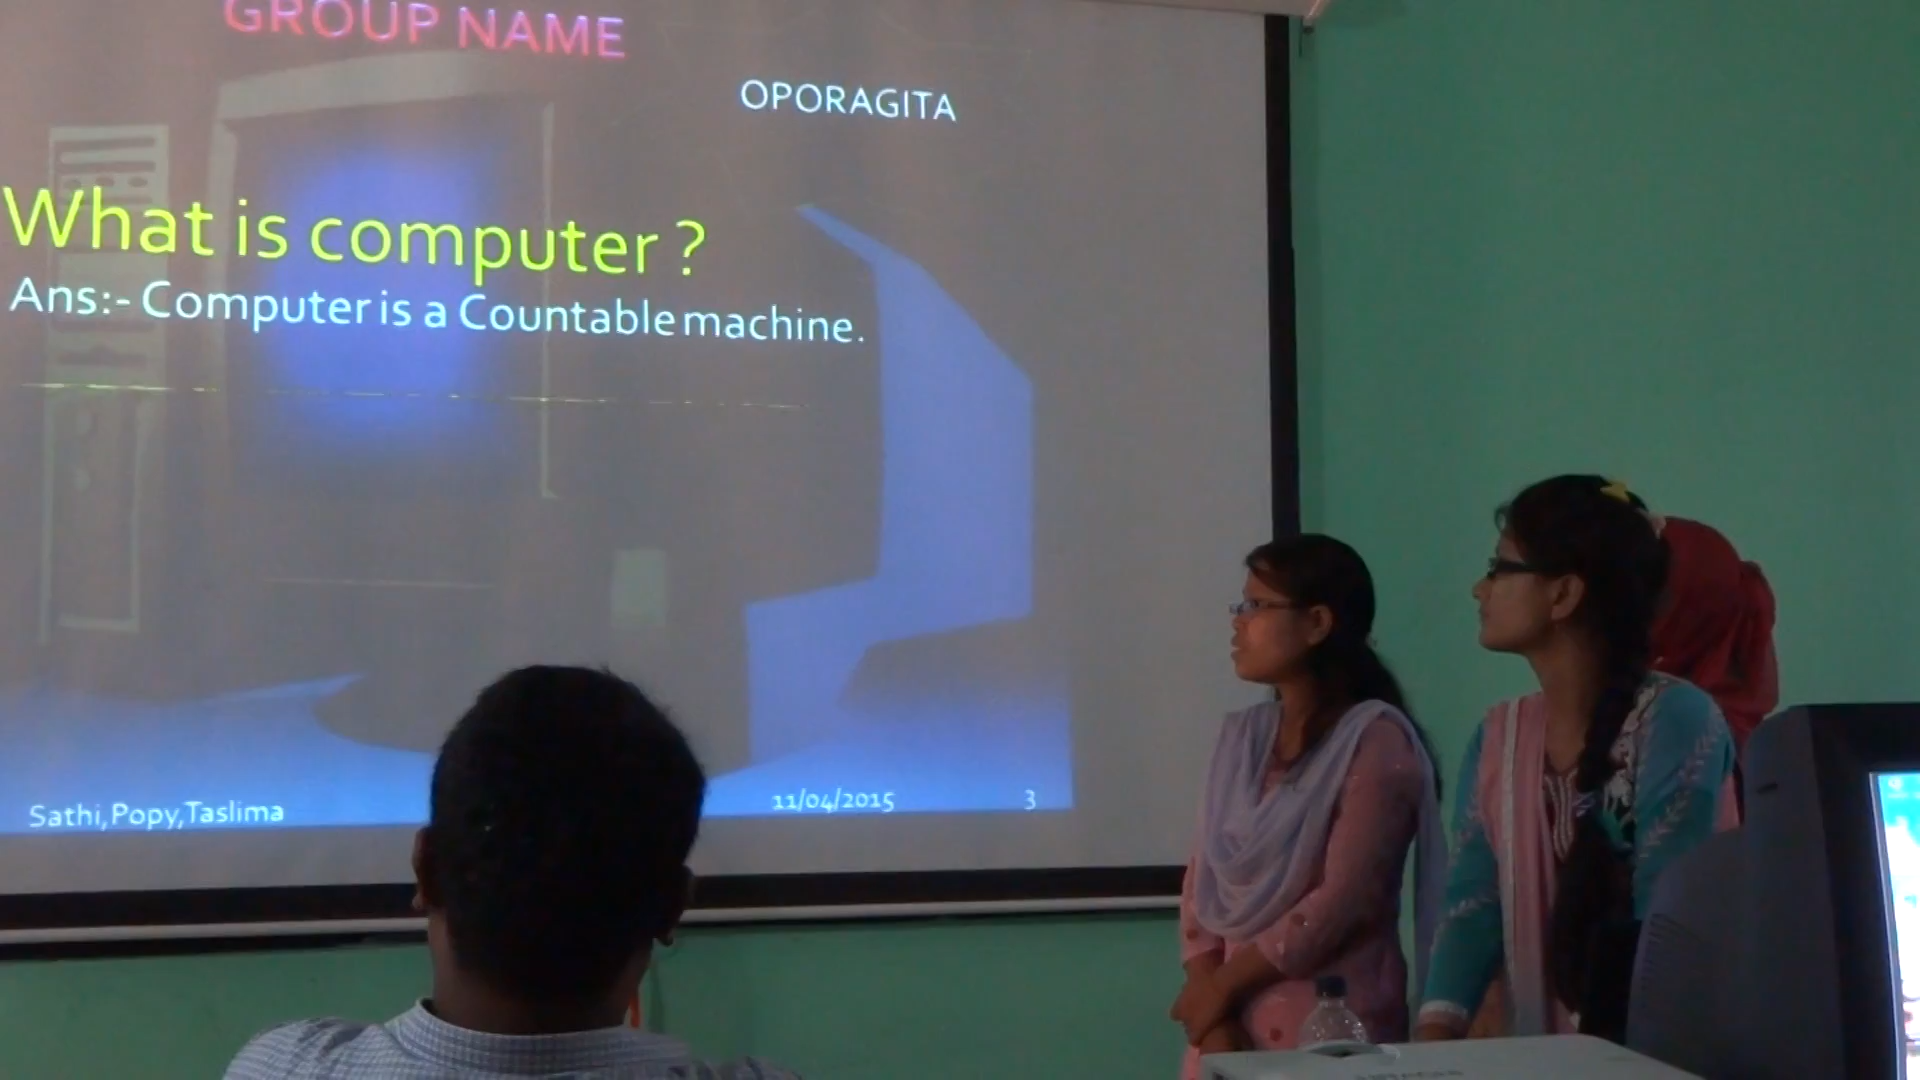 GROUP NAME
OPORAGITA
What is computer ?
Ans:- Computer is a Countable machine.
Sathi,Popy,Taslima
11/04/2015
3